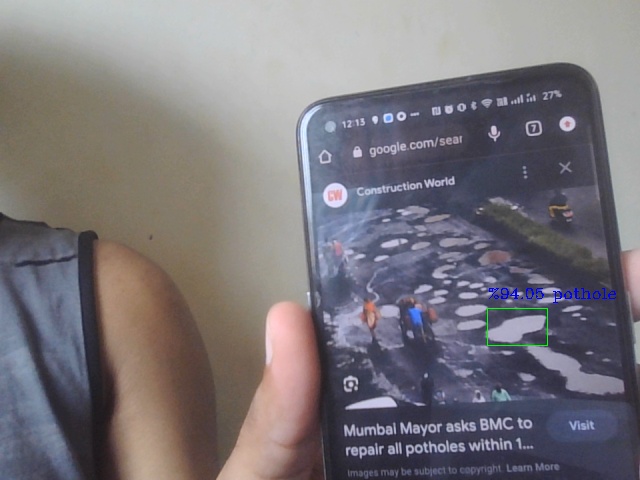 12:13
27%
google.com/sear
7
CW
Construction World
%94.05 pothole
Mumbai Mayor asks BMC to
repair all potholes within 1...
Visit
Images may be subject to copyright. Learn More